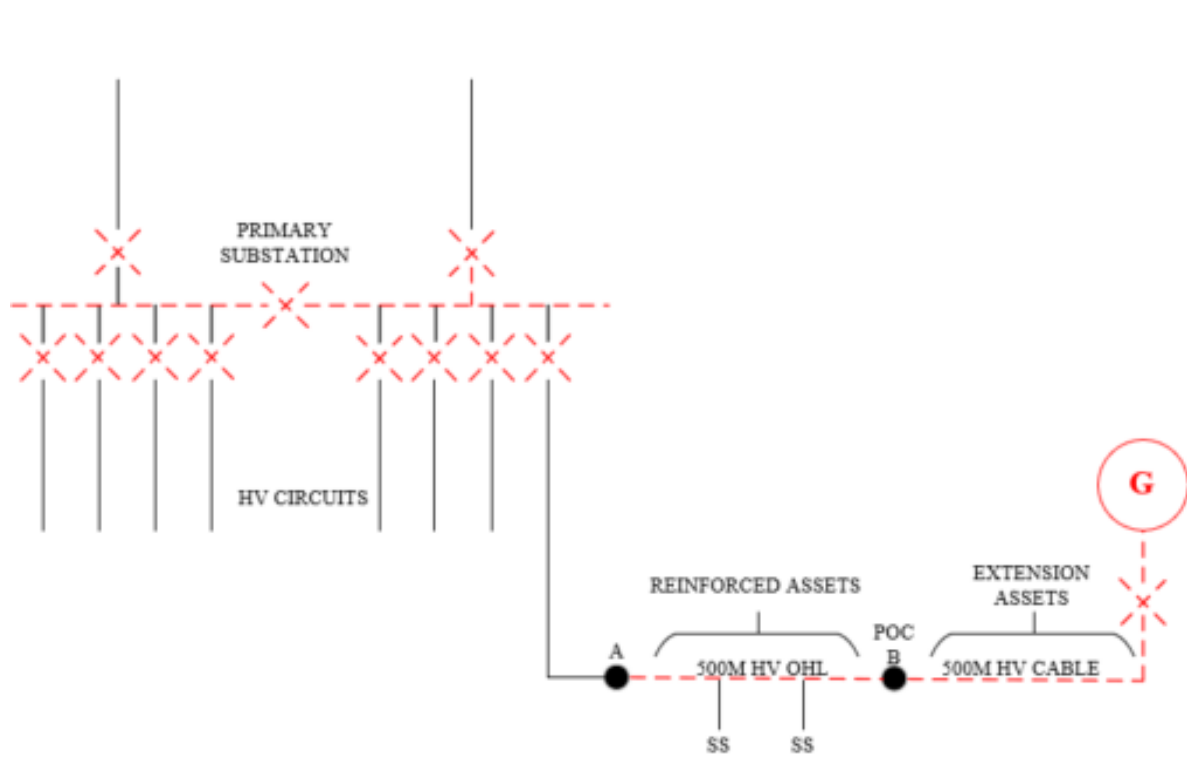 PRIMARY
SUBSTATION
HV CIRCUITS
G
REINFORCED ASSETS
EXTENSION
ASSETS
A
POC
B
500M HV OHL
500M HV CABLE
SS
SS